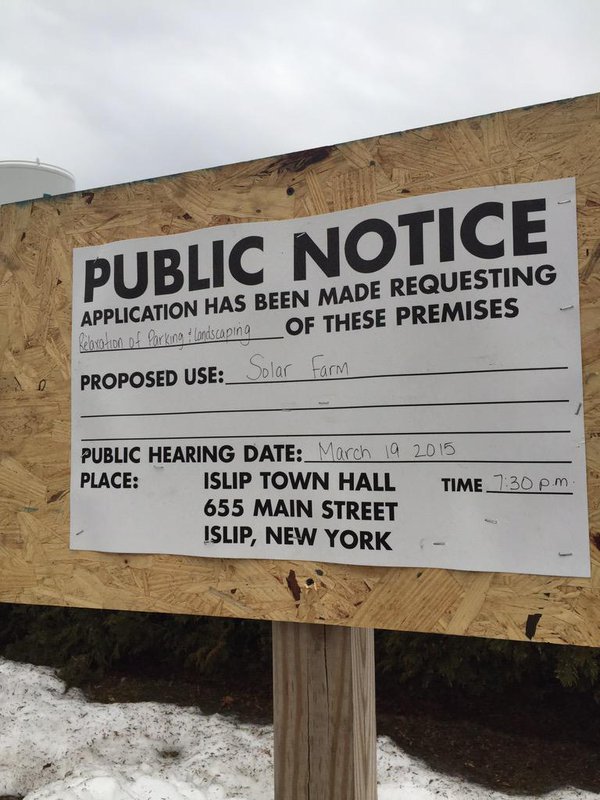 PUBLIC NOTICE
APPLICATION HAS BEEN MADE REQUESTING
Relaxation of Parking & landscaping OF THESE PREMISES
PROPOSED USE: Solar Farm
PUBLIC HEARING DATE: March 19 2015
PLACE: ISLIP TOWN HALL TIME 7:30 p.m.
655 MAIN STREET
ISLIP, NEW YORK